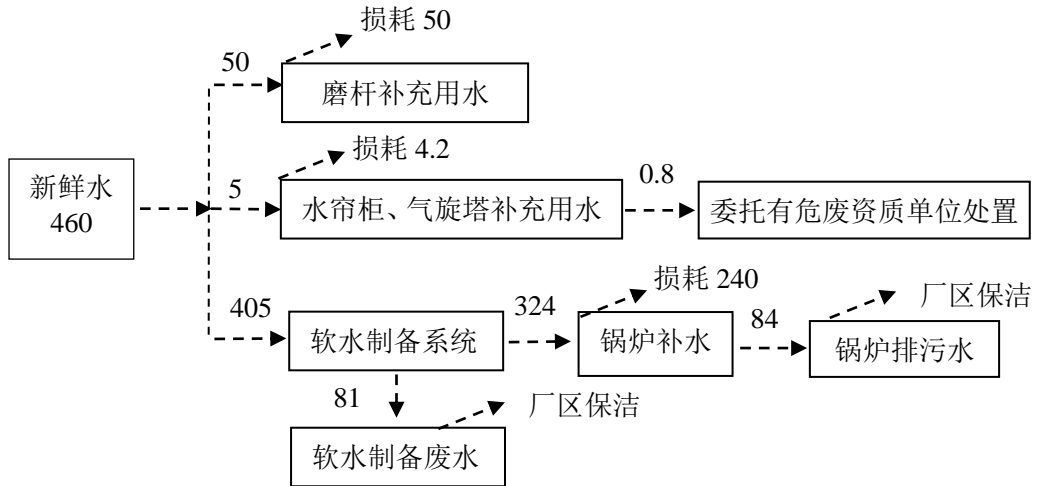 损耗 50
50
磨杆补充用水
损耗 4.2
新鲜水
460
5
水帘柜、气旋塔补充用水
0.8
委托有危废资质单位处置
405
软水制备系统
324
损耗 240
锅炉补水
84
厂区保洁
锅炉排污水
81
厂区保洁
软水制备废水